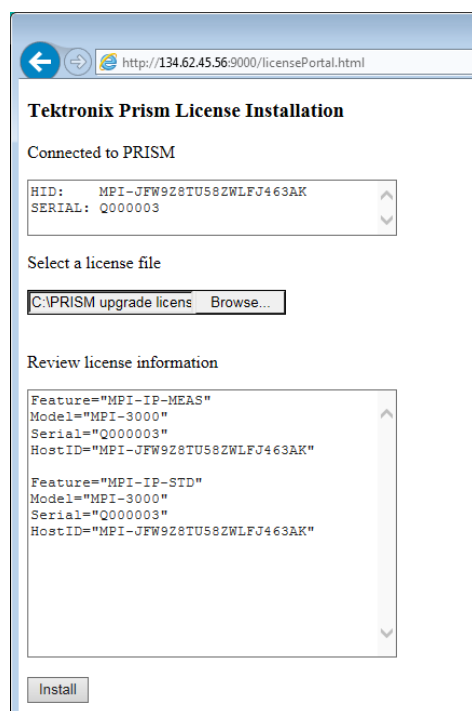 http://134.62.45.56:9000/licensePortal.html
Tektronix Prism License Installation
Connected to PRISM
HID: MPI-JFW9Z8TU58ZWLFJ463AK
SERIAL: Q000003
Select a license file
C:\PRISM upgrade licens Browse...
Review license information
Feature="MPI-IP-MEAS"
Model="MPI-3000"
Serial="Q000003"
HostID="MPI-JFW9Z8TU58ZWLFJ463AK"
Feature="MPI-IP-STD"
Model="MPI-3000"
Serial="Q000003"
HostID="MPI-JFW9Z8TU58ZWLFJ463AK"
Install